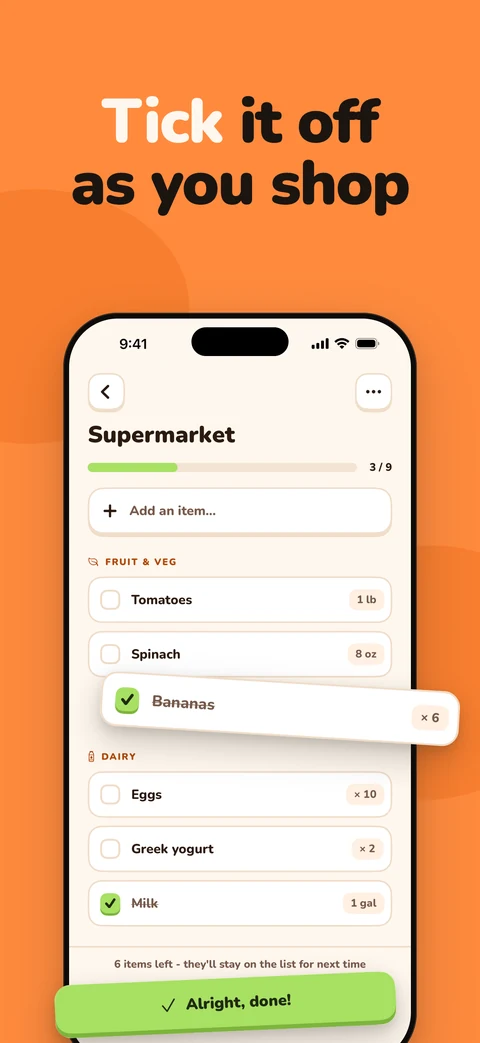 Tick it off
as you shop
9:41
Supermarket
3 / 9
Add an item...
FRUIT & VEG
Tomatoes 1 lb
Spinach 8 oz
Bananas × 6
DAIRY
Eggs × 10
Greek yogurt × 2
Milk 1 gal
6 items left - they'll stay on the list for next time
Alright, done!